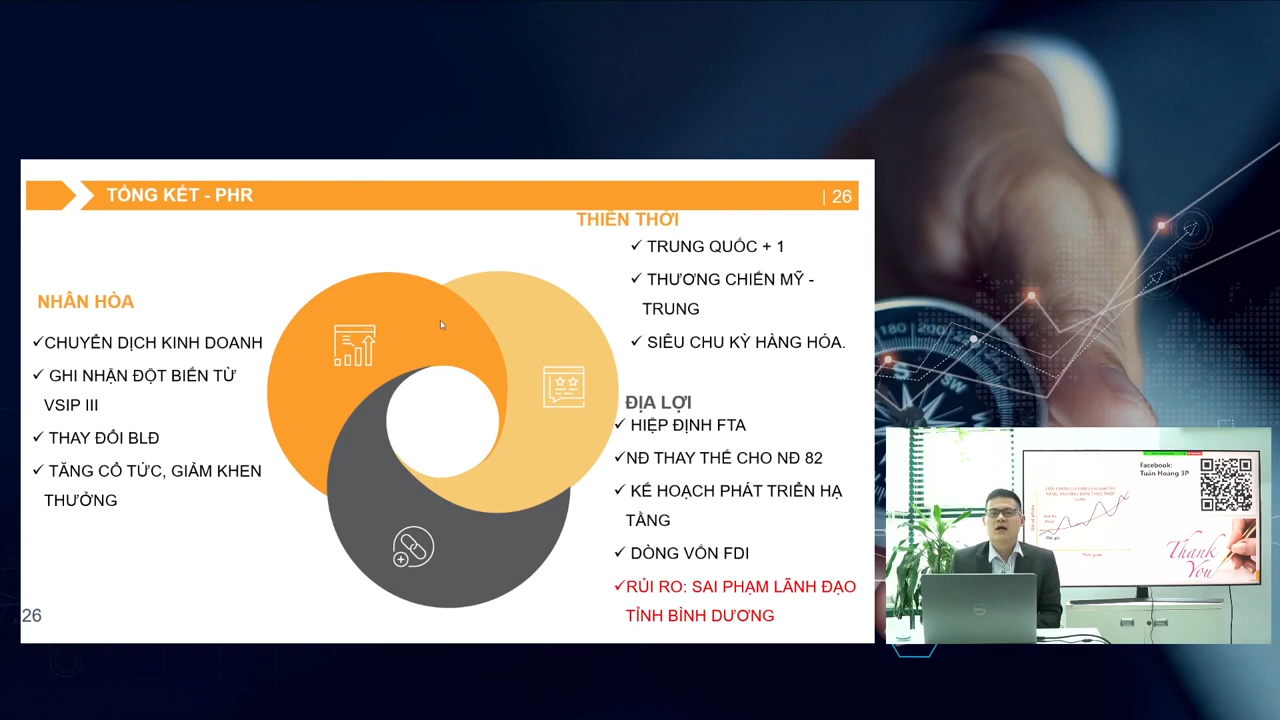 TỔNG KẾT - PHR
| 26
THIÊN THỜI
✓ TRUNG QUỐC + 1
✓ THƯƠNG CHIẾN MỸ -
TRUNG
✓ SIÊU CHU KỲ HÀNG HÓA.
NHÂN HÒA
✓CHUYỂN DỊCH KINH DOANH
✓ GHI NHẬN ĐỘT BIẾN TỪ
VSIP III
✓ THAY ĐỔI BLĐ
✓ TĂNG CỔ TỨC, GIẢM KHEN
THƯỞNG
ĐỊA LỢI
✓ HIỆP ĐỊNH FTA
✓NĐ THAY THẾ CHO NĐ 82
✓ KẾ HOẠCH PHÁT TRIỂN HẠ
TẦNG
✓ DÒNG VỐN FDI
✓RỦI RO: SAI PHẠM LÃNH ĐẠO
TỈNH BÌNH DƯƠNG
26
180
200
S
SW
Facebook:
Tuấn Hoàng 3P
Thank
You